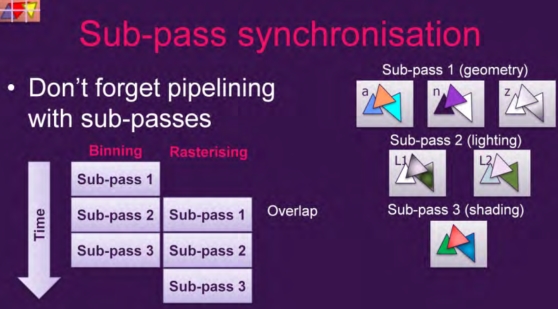 Sub-pass synchronisation
• Don't forget pipelining
with sub-passes
Binning Rasterising
Time
Sub-pass 1
Sub-pass 2 Sub-pass 1 Overlap
Sub-pass 3 Sub-pass 2
Sub-pass 3
Sub-pass 1 (geometry)
a n z
Sub-pass 2 (lighting)
L1 L2
Sub-pass 3 (shading)